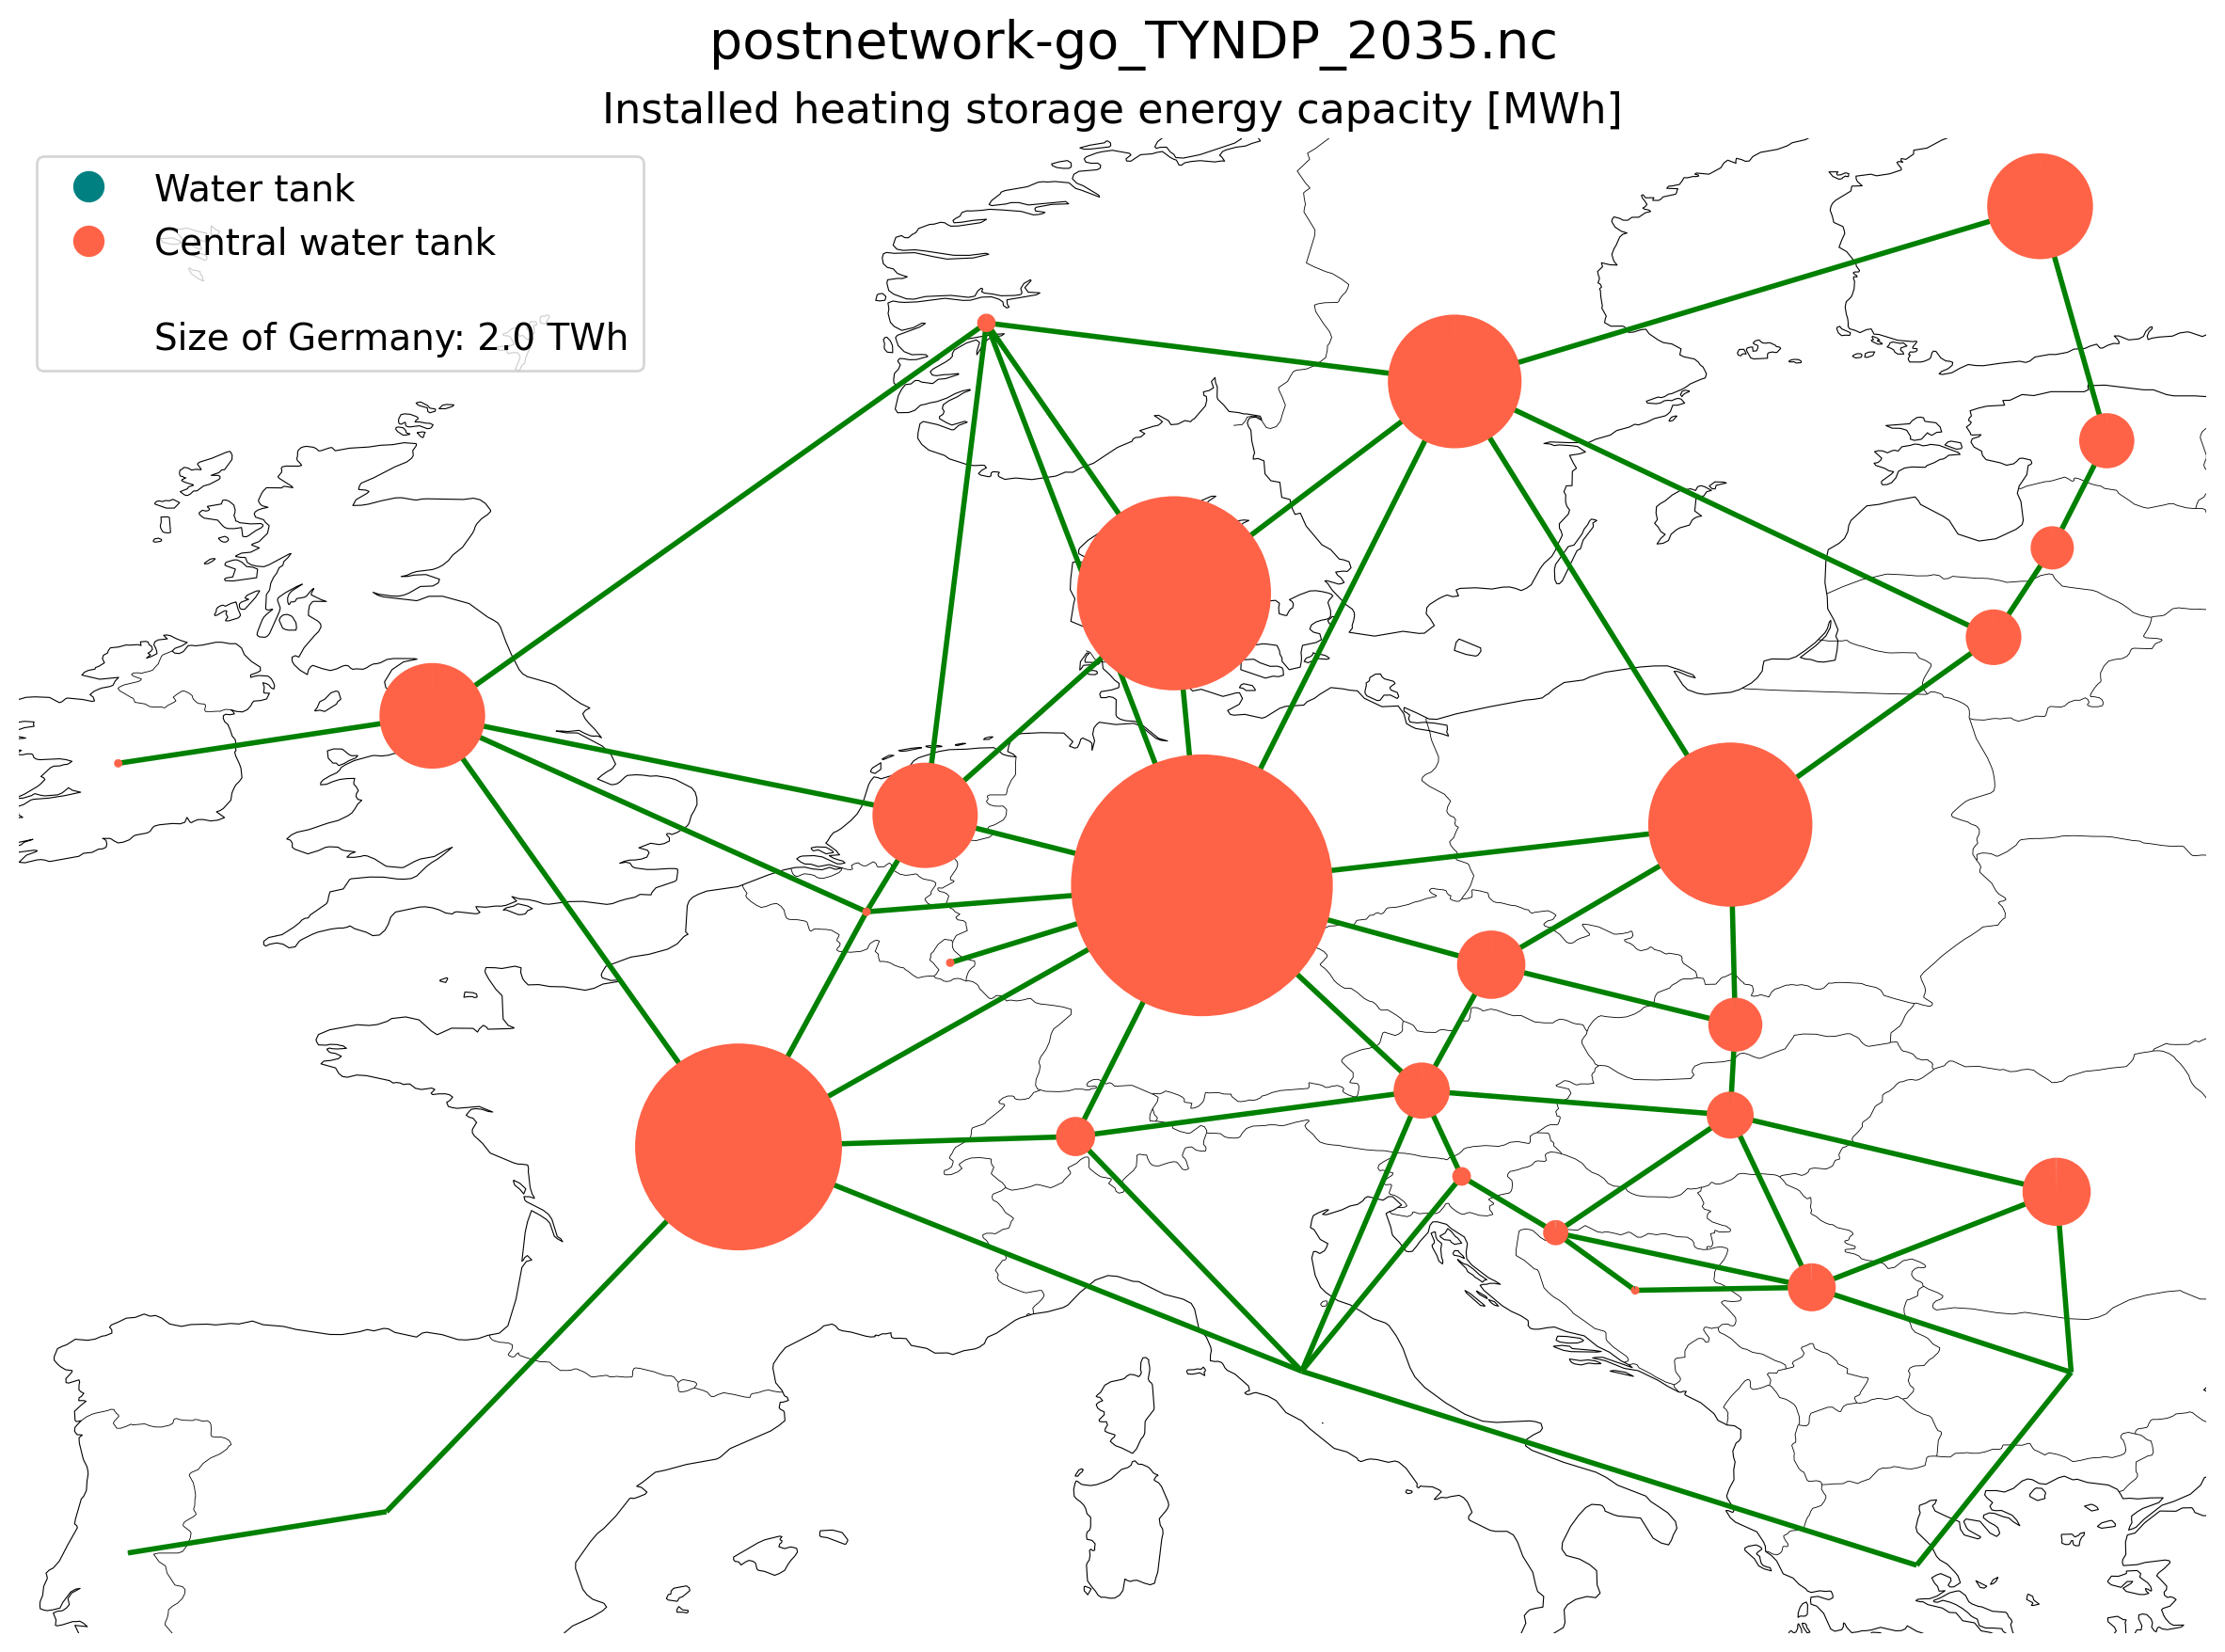 postnetwork-go_TYNDP_2035.nc
Installed heating storage energy capacity [MWh]
Water tank
Central water tank
Size of Germany: 2.0 TWh